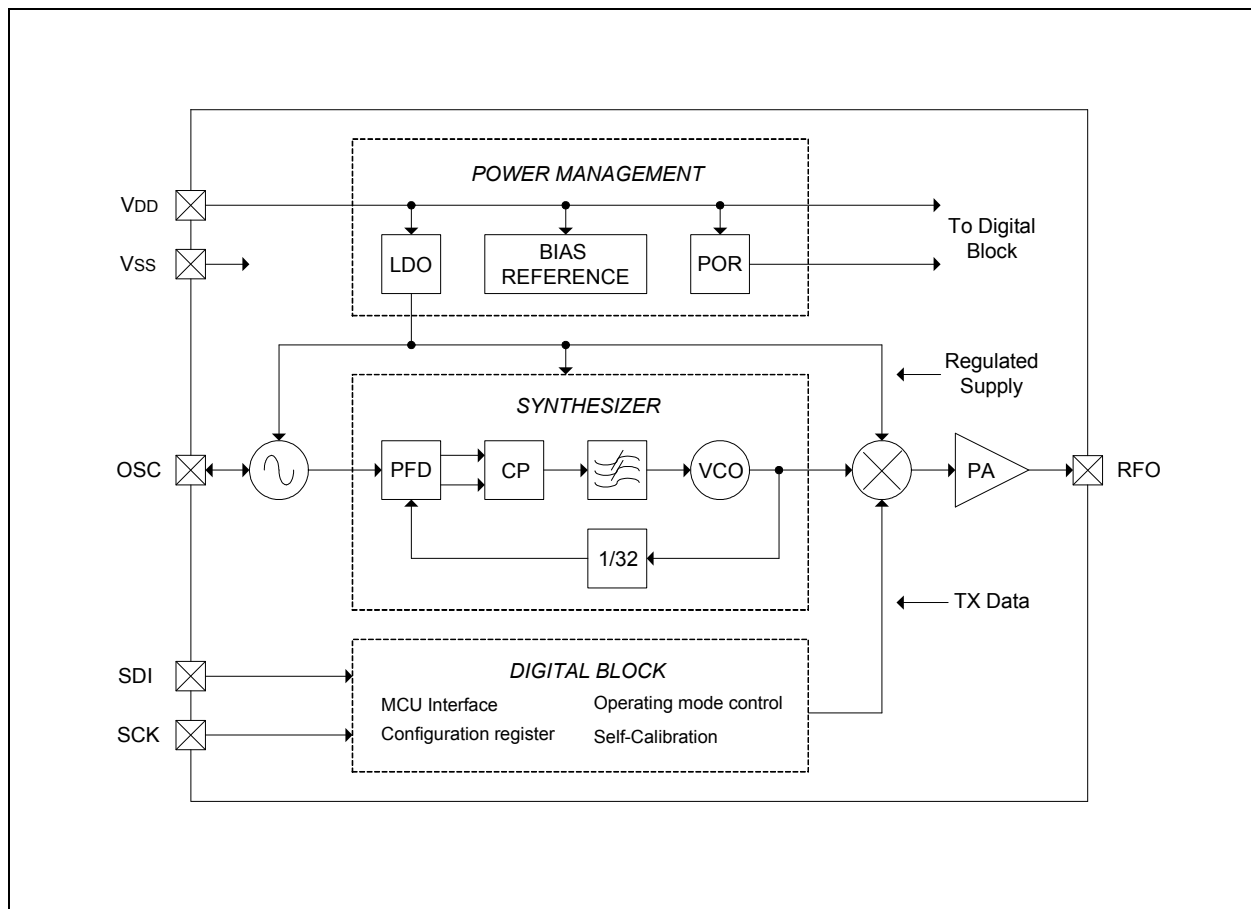 POWER MANAGEMENT
VDD
To Digital
Block
VSS
LDO
BIAS
REFERENCE
POR
Regulated
Supply
SYNTHESIZER
OSC
PFD
CP
VCO
PA
RFO
1/32
TX Data
SDI
DIGITAL BLOCK
MCU Interface
Operating mode control
SCK
Configuration register
Self-Calibration